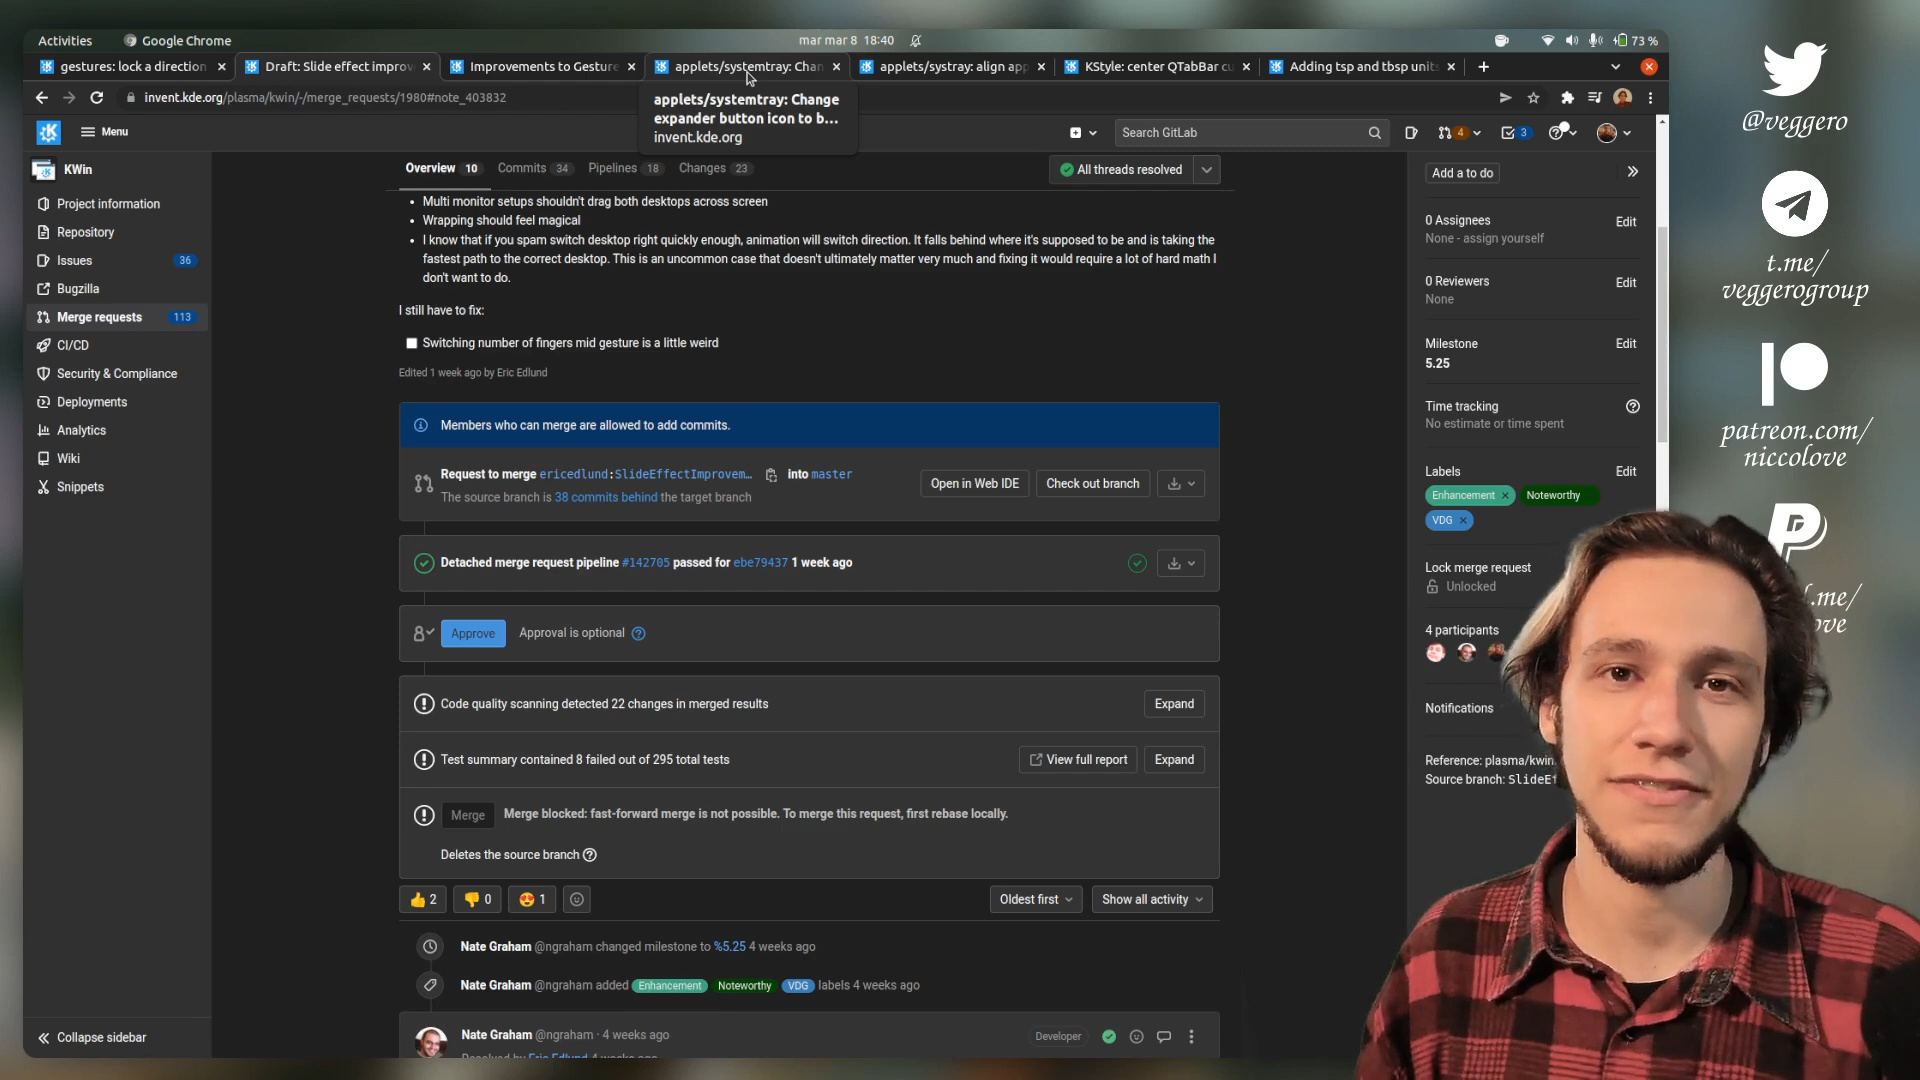 Activities
Google Chrome
mar mar 8 18:40
73 %
gestures: lock a direction
Draft: Slide effect improv
Improvements to Gesture
applets/systemtray: Chan
applets/systray: align app
KStyle: center QTabBar cu
Adding tsp and tbsp units
invent.kde.org/plasma/kwin/-/merge_requests/1980#note_403832
applets/systemtray: Change
expander button icon to b...
invent.kde.org
Menu
Search GitLab
4
3
KWin
Project information
Repository
Issues 36
Bugzilla
Merge requests 113
CI/CD
Security & Compliance
Deployments
Analytics
Wiki
Snippets
Collapse sidebar
Overview 10
Commits 34
Pipelines 18
Changes 23
All threads resolved
Multi monitor setups shouldn't drag both desktops across screen
Wrapping should feel magical
I know that if you spam switch desktop right quickly enough, animation will switch direction. It falls behind where it's supposed to be and is taking the
fastest path to the correct desktop. This is an uncommon case that doesn't ultimately matter very much and fixing it would require a lot of hard math I
don't want to do.
I still have to fix:
Switching number of fingers mid gesture is a little weird
Edited 1 week ago by Eric Edlund
Members who can merge are allowed to add commits.
Request to merge ericedlund:SlideEffectImprovem… into master
Open in Web IDE
Check out branch
The source branch is 38 commits behind the target branch
Detached merge request pipeline #142705 passed for ebe79437 1 week ago
Approve
Approval is optional
Code quality scanning detected 22 changes in merged results
Expand
Test summary contained 8 failed out of 295 total tests
View full report
Expand
Merge
Merge blocked: fast-forward merge is not possible. To merge this request, first rebase locally.
Deletes the source branch
2
0
1
Oldest first
Show all activity
Nate Graham @ngraham changed milestone to %5.25 4 weeks ago
Nate Graham @ngraham added Enhancement Noteworthy VDG labels 4 weeks ago
Nate Graham @ngraham · 4 weeks ago
Developer
Resolved by Eric Edlund 4 weeks ago
Add a to do
0 Assignees
Edit
None - assign yourself
0 Reviewers
Edit
None
Milestone
Edit
5.25
Time tracking
No estimate or time spent
Labels
Edit
Enhancement
Noteworthy
VDG
Lock merge request
Unlocked
4 participants
Notifications
Reference: plasma/kwin
Source branch: SlideE
@veggero
t.me/
veggerogroup
patreon.com/
niccolove
.me/
ove